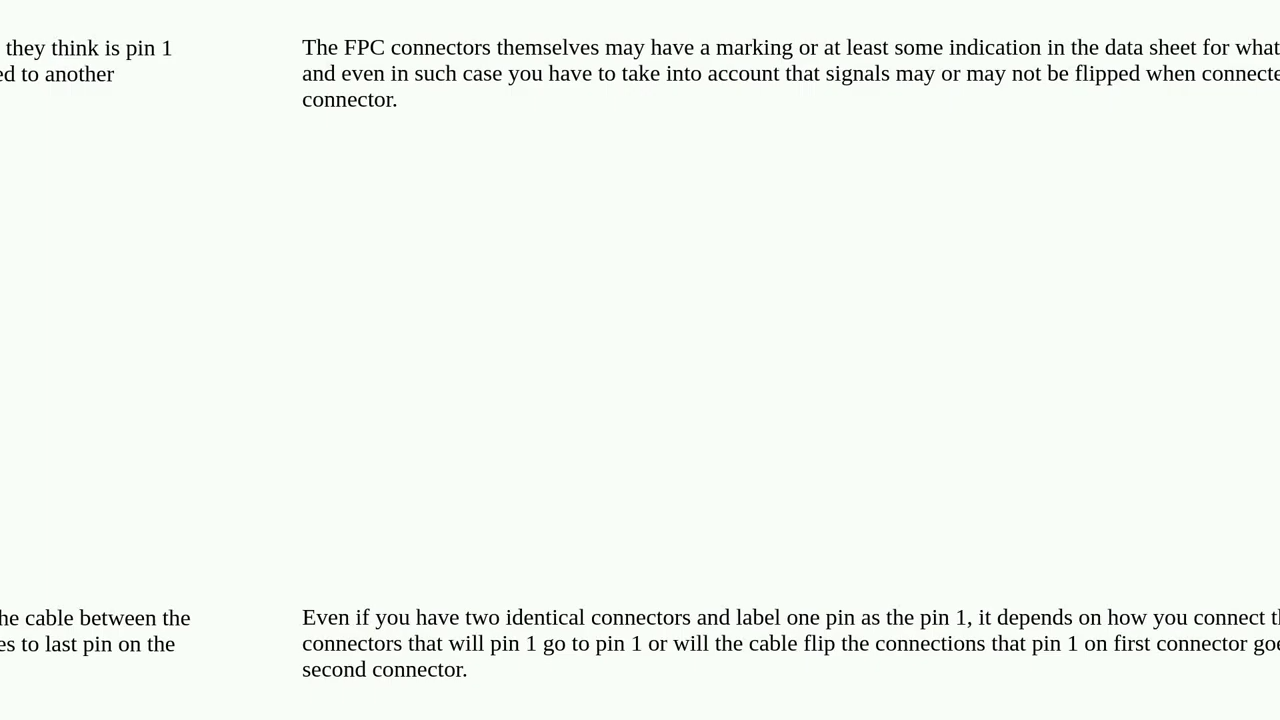 they think is pin 1
ed to another
The FPC connectors themselves may have a marking or at least some indication in the data sheet for what
and even in such case you have to take into account that signals may or may not be flipped when connecte
connector.
he cable between the
es to last pin on the
Even if you have two identical connectors and label one pin as the pin 1, it depends on how you connect th
connectors that will pin 1 go to pin 1 or will the cable flip the connections that pin 1 on first connector goe
second connector.